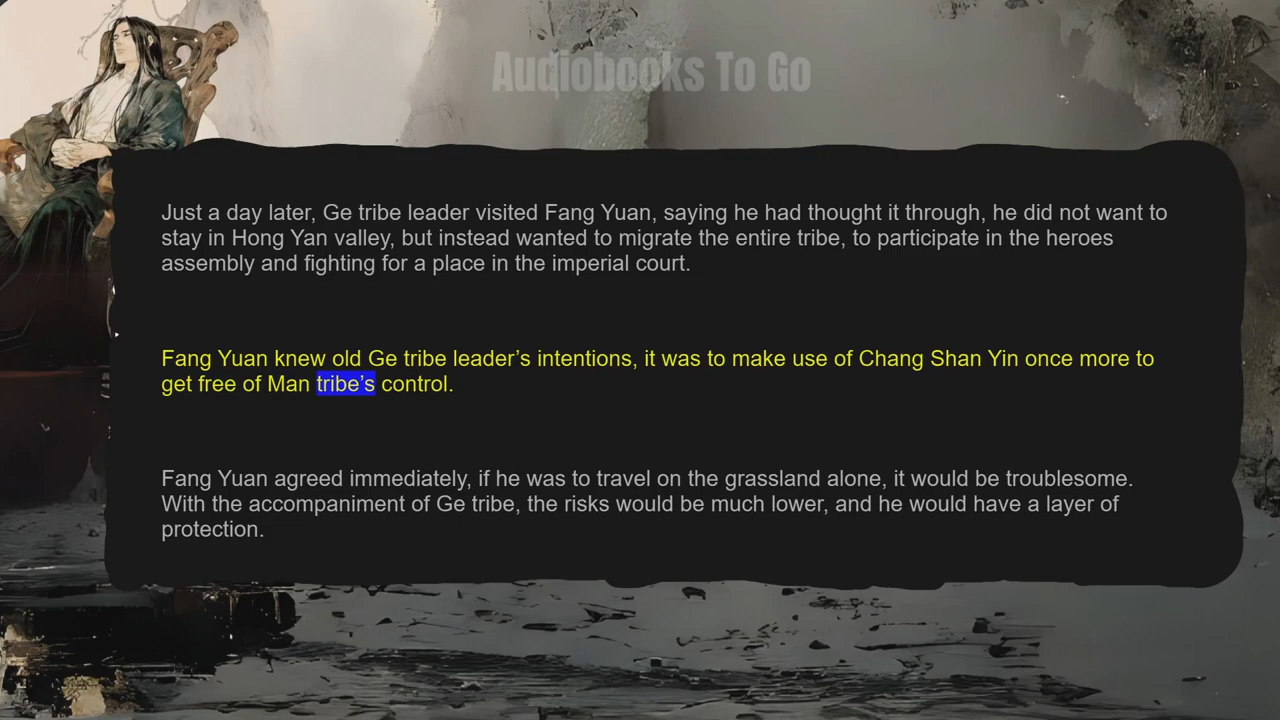 Audiobooks To Go
Just a day later, Ge tribe leader visited Fang Yuan, saying he had thought it through, he did not want to
stay in Hong Yan valley, but instead wanted to migrate the entire tribe, to participate in the heroes
assembly and fighting for a place in the imperial court.
Fang Yuan knew old Ge tribe leader’s intentions, it was to make use of Chang Shan Yin once more to
get free of Man tribe’s control.
Fang Yuan agreed immediately, if he was to travel on the grassland alone, it would be troublesome.
With the accompaniment of Ge tribe, the risks would be much lower, and he would have a layer of
protection.